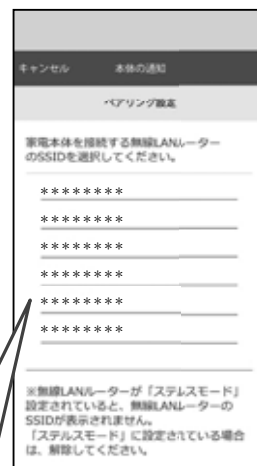 キャンセル 本体の通知
ペアリング設定
家電本体を接続する無線LANルーター
のSSIDを選択してください。
********
********
********
********
********
********
※無線LANルーターが「ステルスモード」
設定されていると、無線LANルーターの
SSIDが表示されません。
「ステルスモード」に設定されている場合
は、解除してください。